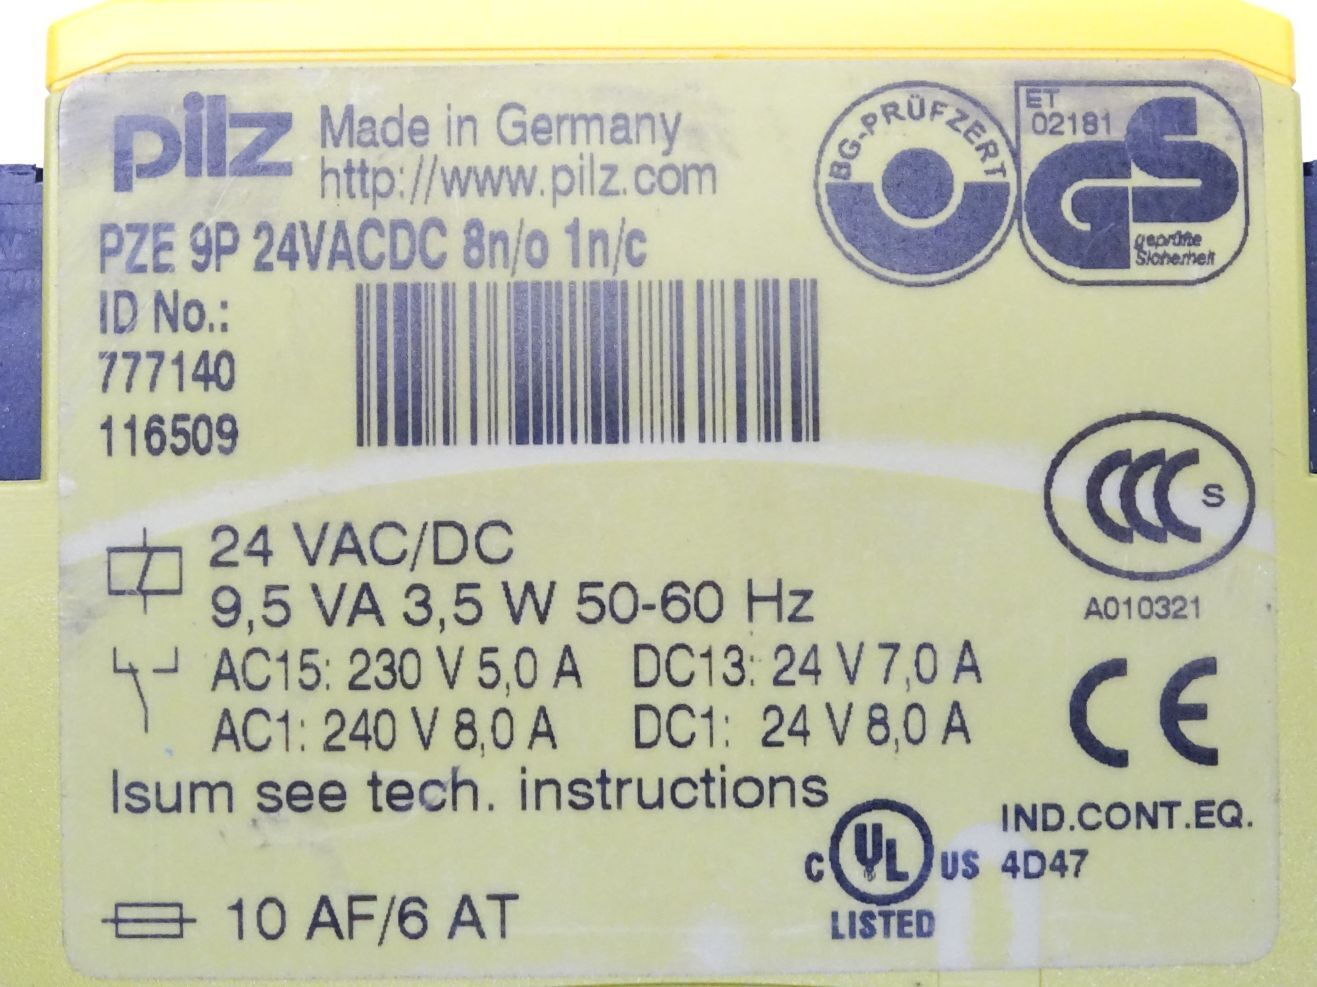 pilz Made in Germany
http://www.pilz.com
BG-PRÜFZERT
ET
02181
GS
geprüfte
Sicherheit
PZE 9P 24VACDC 8n/o 1n/c
ID No.:
777140
116509
CCC S
A010321
24 VAC/DC
9,5 VA 3,5 W 50-60 Hz
AC15: 230 V 5,0 A DC13: 24 V 7,0 A
AC1: 240 V 8,0 A DC1: 24 V 8,0 A
CE
Isum see tech. instructions
IND.CONT.EQ.
C UL US 4D47
LISTED
10 AF/6 AT